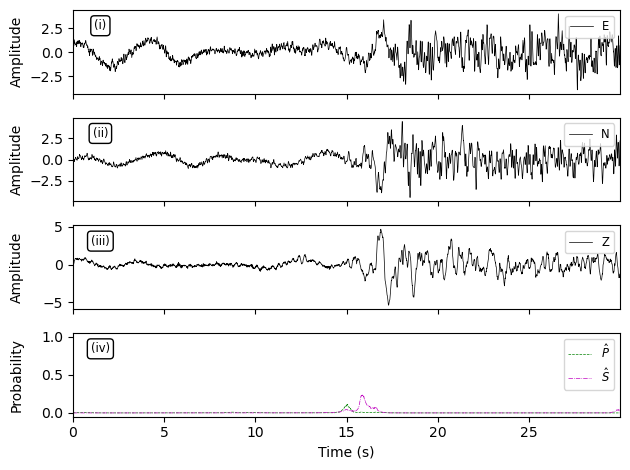 (i)
E
Amplitude
2.5
0.0
−2.5
(ii)
N
Amplitude
2.5
0.0
−2.5
(iii)
Z
Amplitude
5
0
−5
(iv)
P̂
Ŝ
Probability
1.0
0.5
0.0
0 5 10 15 20 25
Time (s)